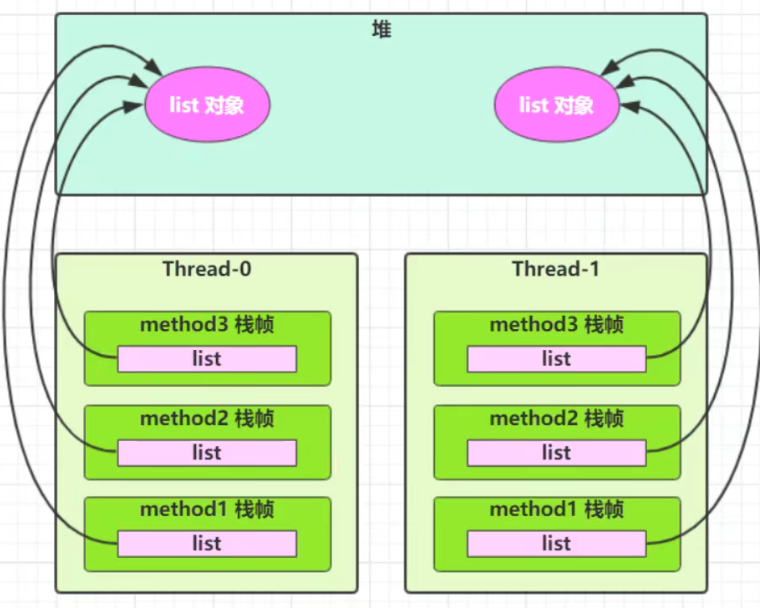 堆
list 对象
list 对象
Thread-0
method3 栈帧
list
method2 栈帧
list
method1 栈帧
list
Thread-1
method3 栈帧
list
method2 栈帧
list
method1 栈帧
list